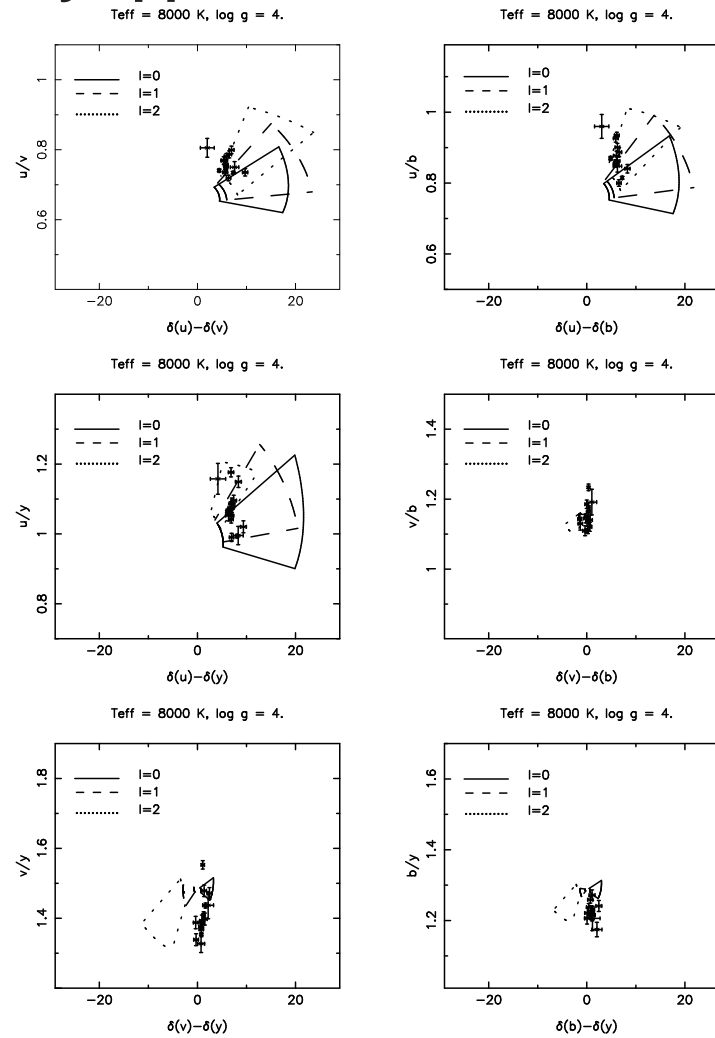 Teff = 8000 K, log g = 4.
Teff = 8000 K, log g = 4.
l=0
l=1
l=2
u/v
1
0.8
0.6
−20
0
20
δ(u)−δ(v)
l=0
l=1
l=2
u/b
1
0.8
0.6
−20
0
20
δ(u)−δ(b)
Teff = 8000 K, log g = 4.
Teff = 8000 K, log g = 4.
l=0
l=1
l=2
u/y
1.2
1
0.8
−20
0
20
δ(u)−δ(y)
l=0
l=1
l=2
v/b
1.4
1.2
1
−20
0
20
δ(v)−δ(b)
Teff = 8000 K, log g = 4.
Teff = 8000 K, log g = 4.
l=0
l=1
l=2
v/y
1.8
1.6
1.4
−20
0
20
δ(v)−δ(y)
l=0
l=1
l=2
b/y
1.6
1.4
1.2
1
−20
0
20
δ(b)−δ(y)